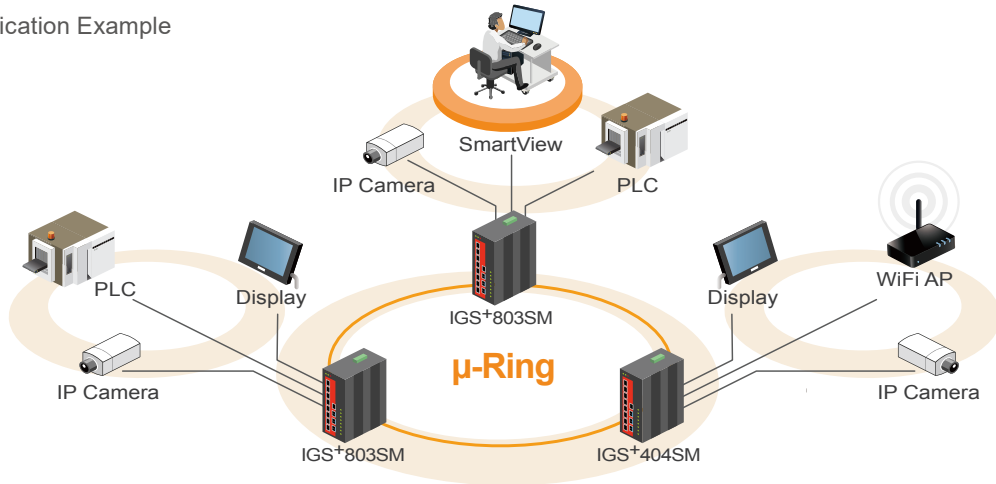 ication Example
SmartView
IP Camera
PLC
PLC
Display
Display
WiFi AP
IGS+803SM
μ-Ring
IP Camera
IP Camera
IGS+803SM
IGS+404SM